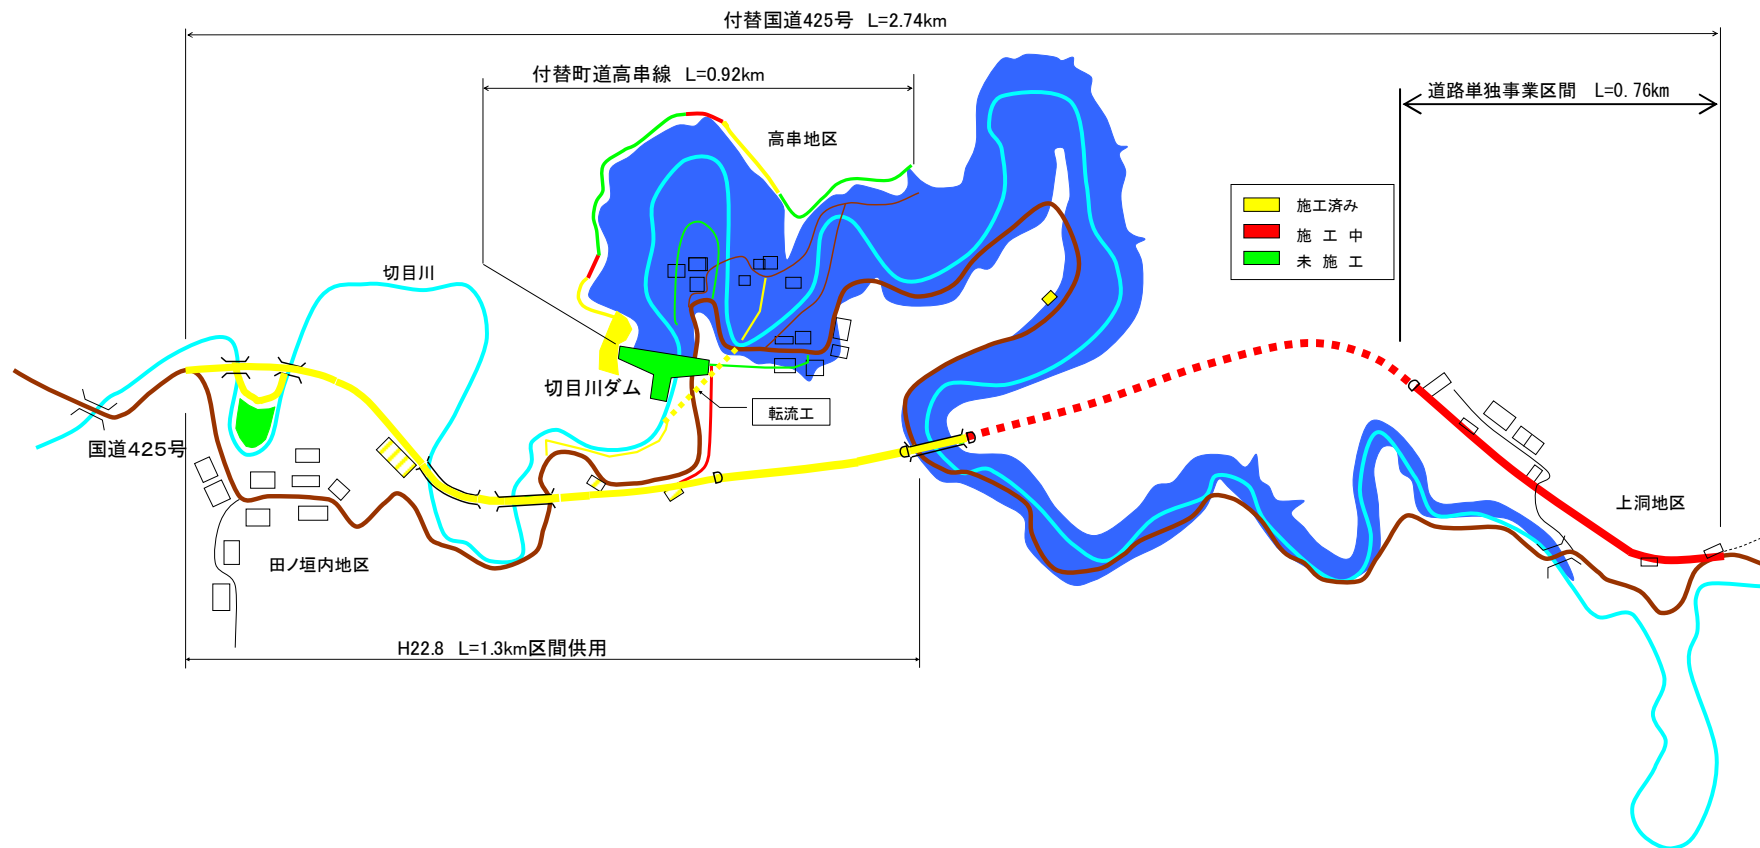 付替国道425号 L=2.74km
付替町道高串線 L=0.92km
道路単独事業区間 L=0.76km
高串地区
施工済み
施工中
未施工
切目川
切目川ダム
転流工
国道425号
上洞地区
田ノ垣内地区
H22.8 L=1.3km区間供用